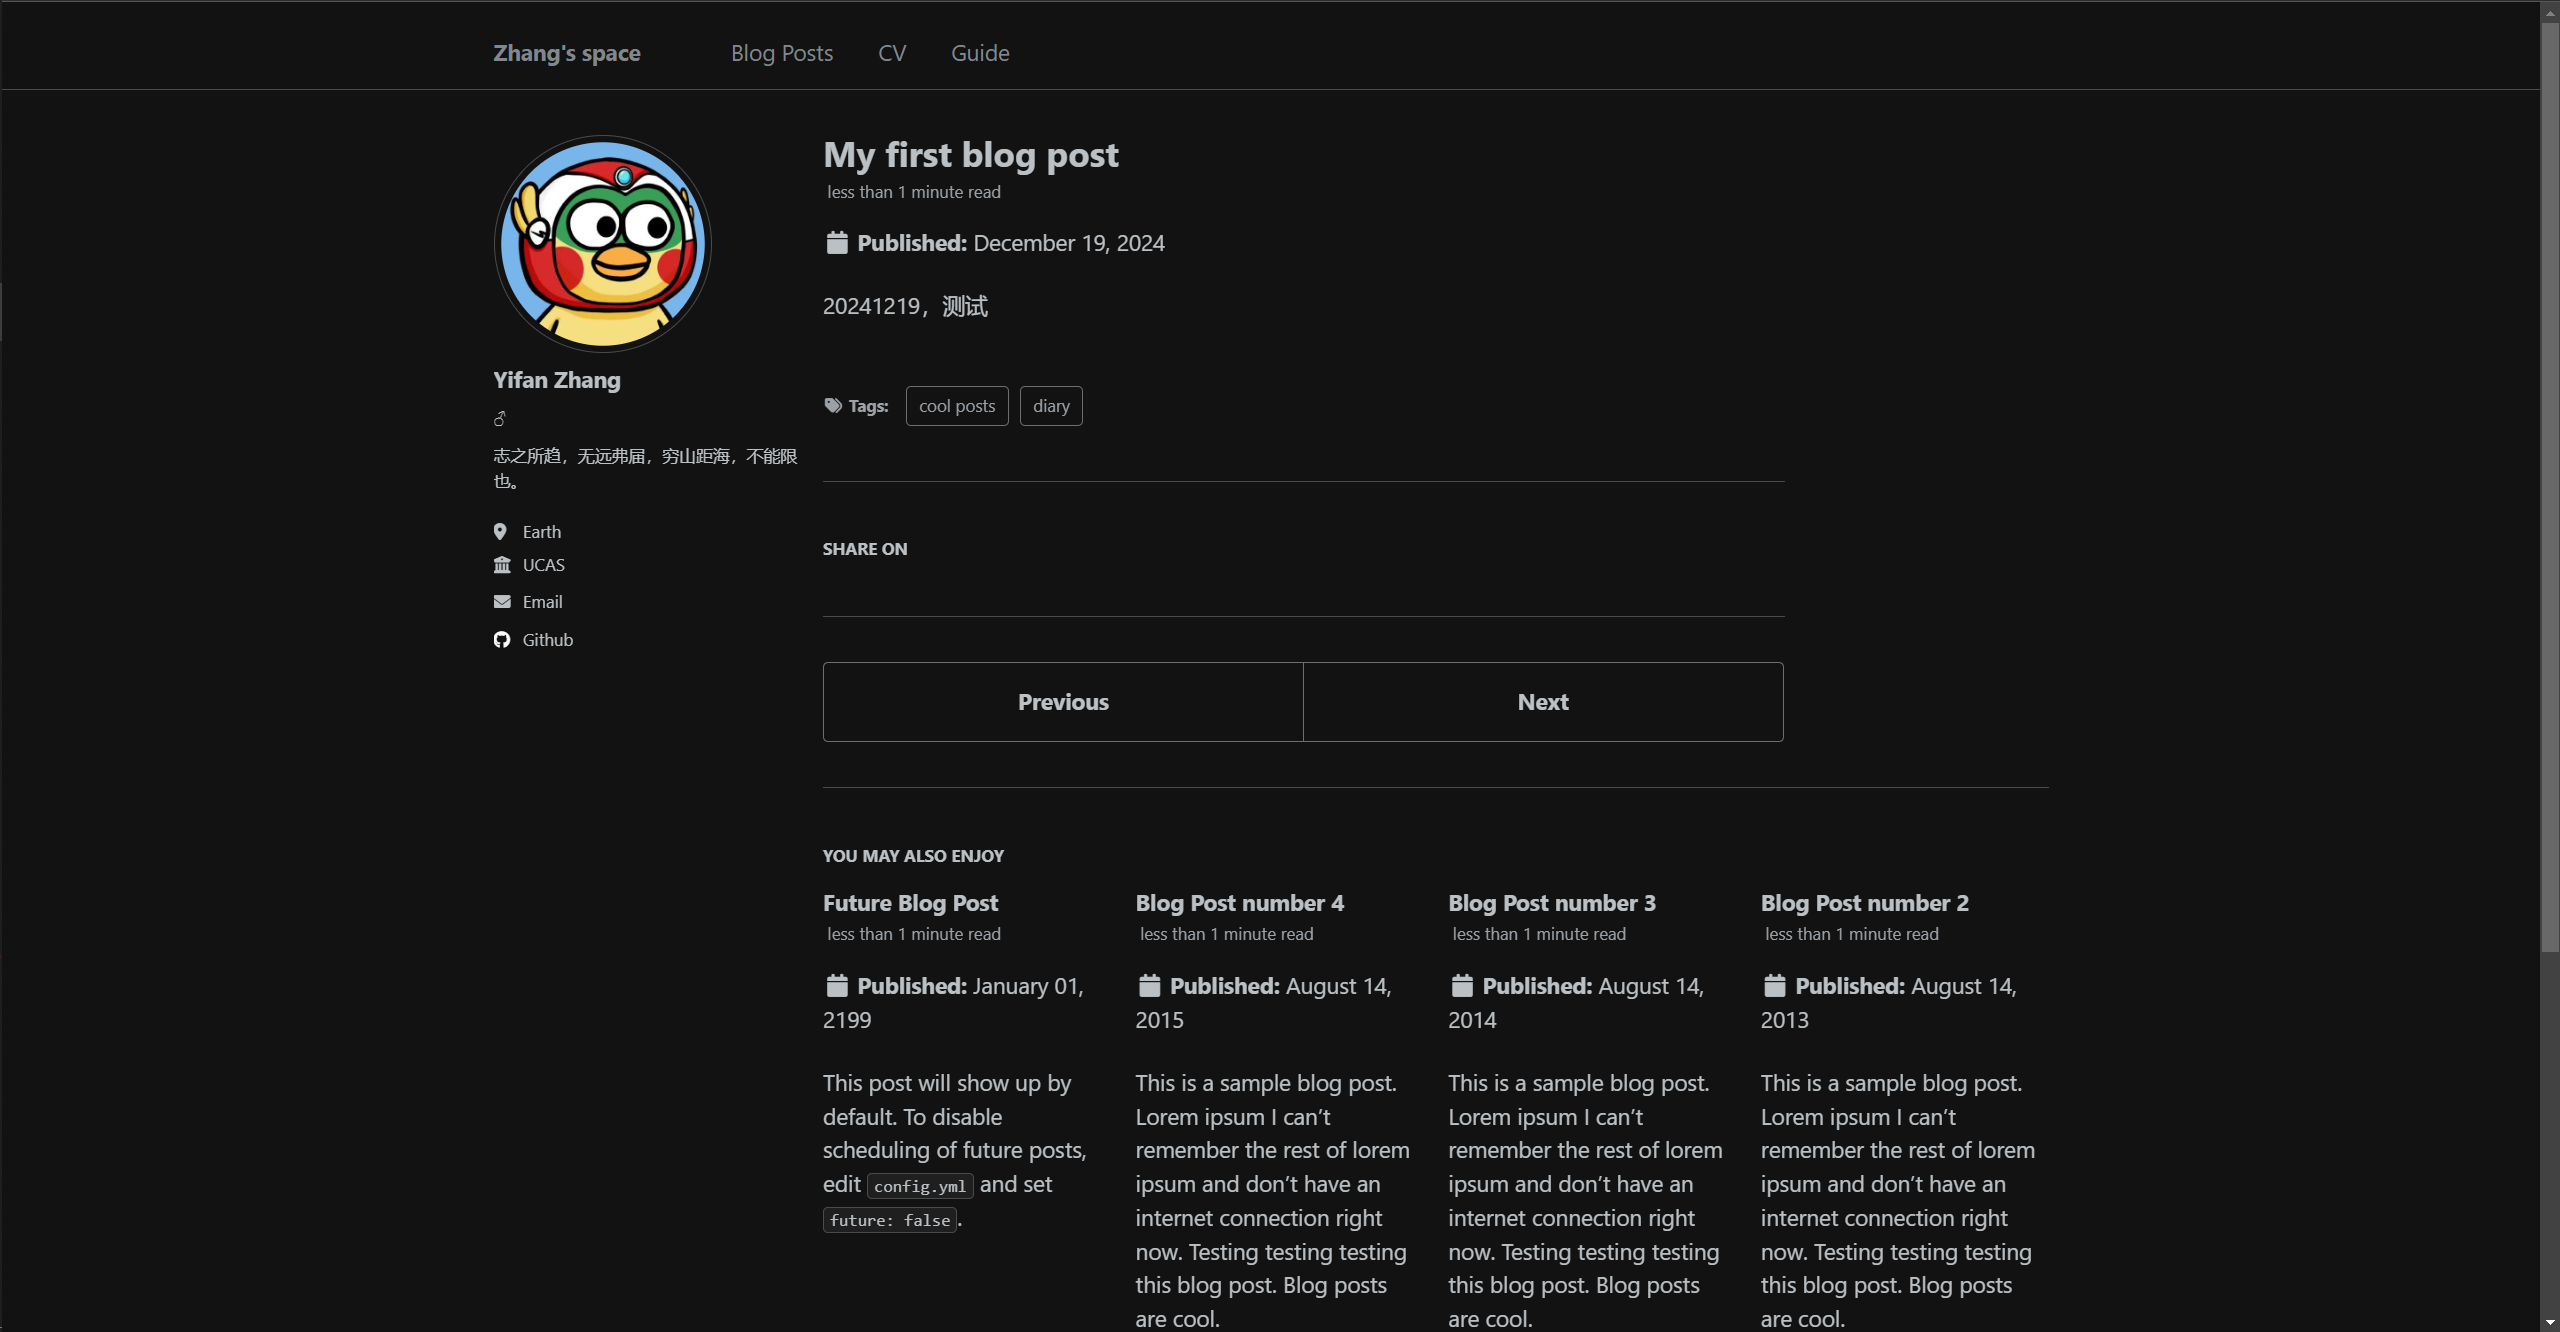 Zhang's space
Blog Posts
CV
Guide
Yifan Zhang
♂
志之所趋，无远弗届，穷山距海，不能限
也。
Earth
UCAS
Email
Github
My first blog post
less than 1 minute read
Published: December 19, 2024
20241219，测试
Tags: cool posts diary
SHARE ON
Previous
Next
YOU MAY ALSO ENJOY
Future Blog Post
less than 1 minute read
Published: January 01,
2199
This post will show up by
default. To disable
scheduling of future posts,
edit config.yml and set
future: false.
Blog Post number 4
less than 1 minute read
Published: August 14,
2015
This is a sample blog post.
Lorem ipsum I can’t
remember the rest of lorem
ipsum and don’t have an
internet connection right
now. Testing testing testing
this blog post. Blog posts
are cool.
Blog Post number 3
less than 1 minute read
Published: August 14,
2014
This is a sample blog post.
Lorem ipsum I can’t
remember the rest of lorem
ipsum and don’t have an
internet connection right
now. Testing testing testing
this blog post. Blog posts
are cool.
Blog Post number 2
less than 1 minute read
Published: August 14,
2013
This is a sample blog post.
Lorem ipsum I can’t
remember the rest of lorem
ipsum and don’t have an
internet connection right
now. Testing testing testing
this blog post. Blog posts
are cool.